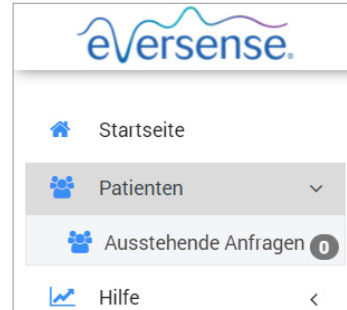 eversense.
Startseite
Patienten
Ausstehende Anfragen 0
Hilfe